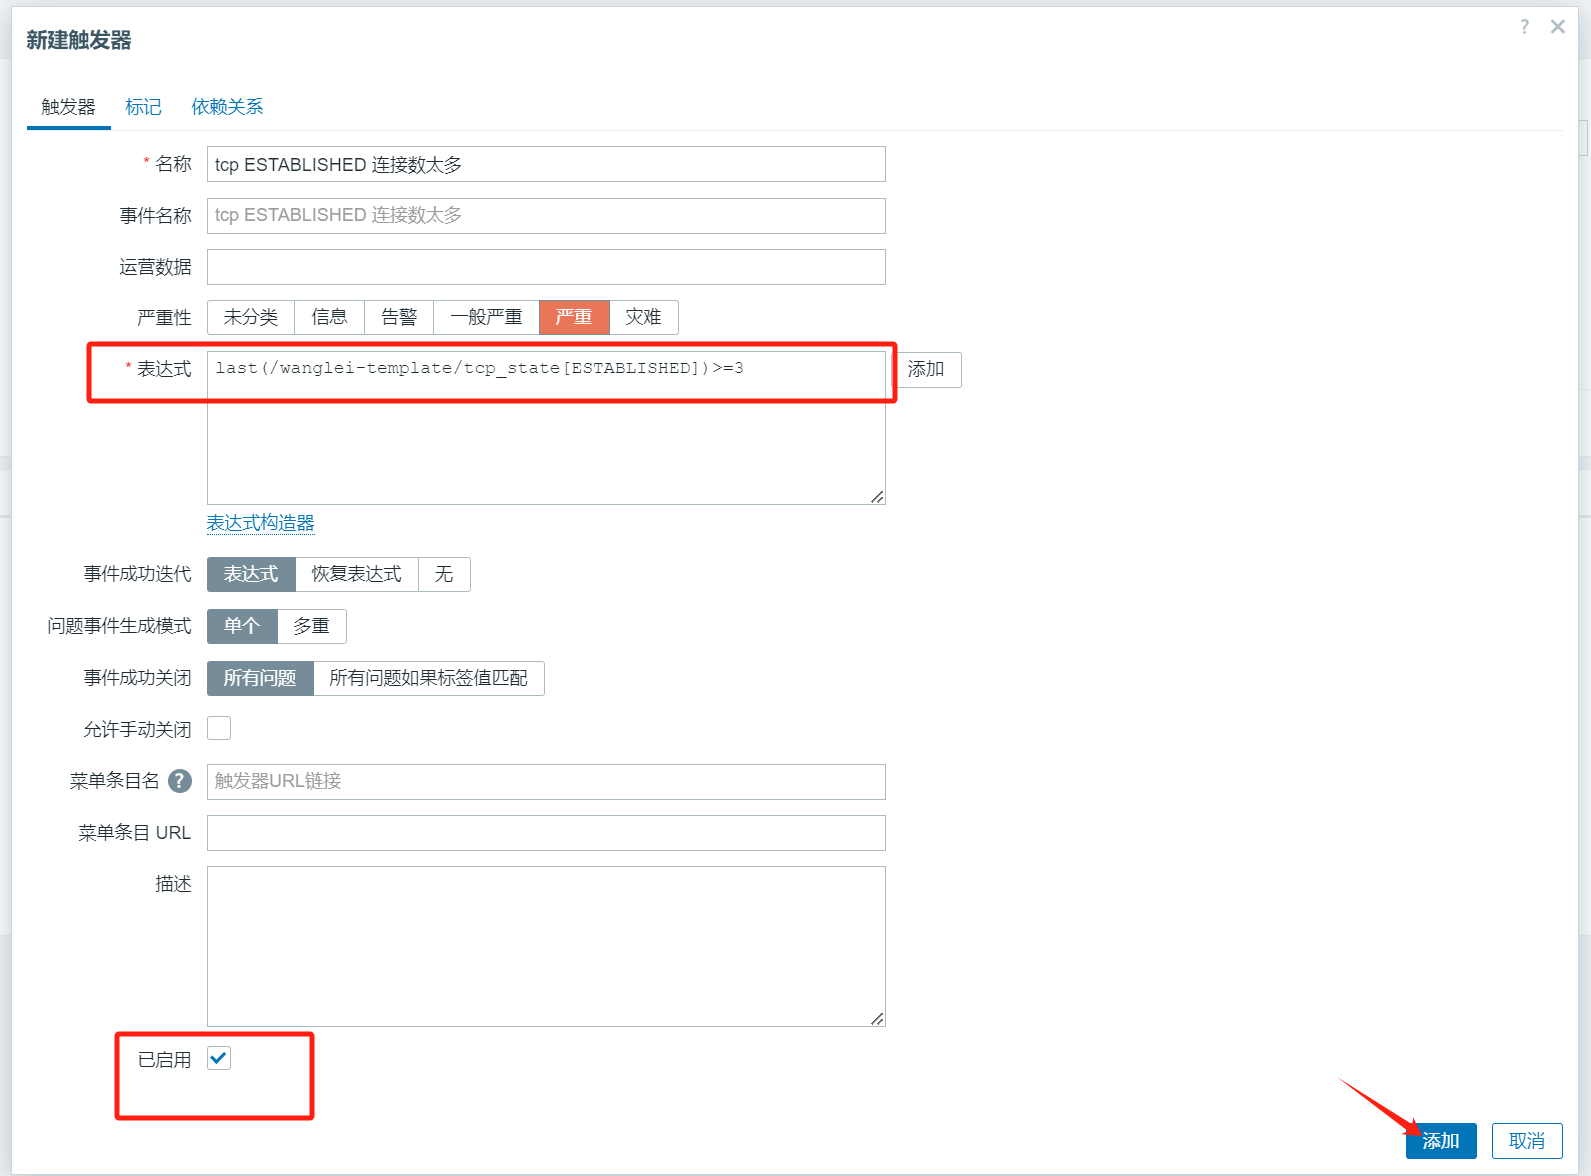 新建触发器
?
触发器 标记 依赖关系
* 名称 tcp ESTABLISHED 连接数太多
事件名称 tcp ESTABLISHED 连接数太多
运营数据
严重性 未分类 信息 告警 一般严重 严重 灾难
* 表达式 last(/wanglei-template/tcp_state[ESTABLISHED])>=3 添加
表达式构造器
事件成功迭代 表达式 恢复表达式 无
问题事件生成模式 单个 多重
事件成功关闭 所有问题 所有问题如果标签值匹配
允许手动关闭
菜单条目名 ? 触发器URL链接
菜单条目 URL
描述
已启用
添加 取消